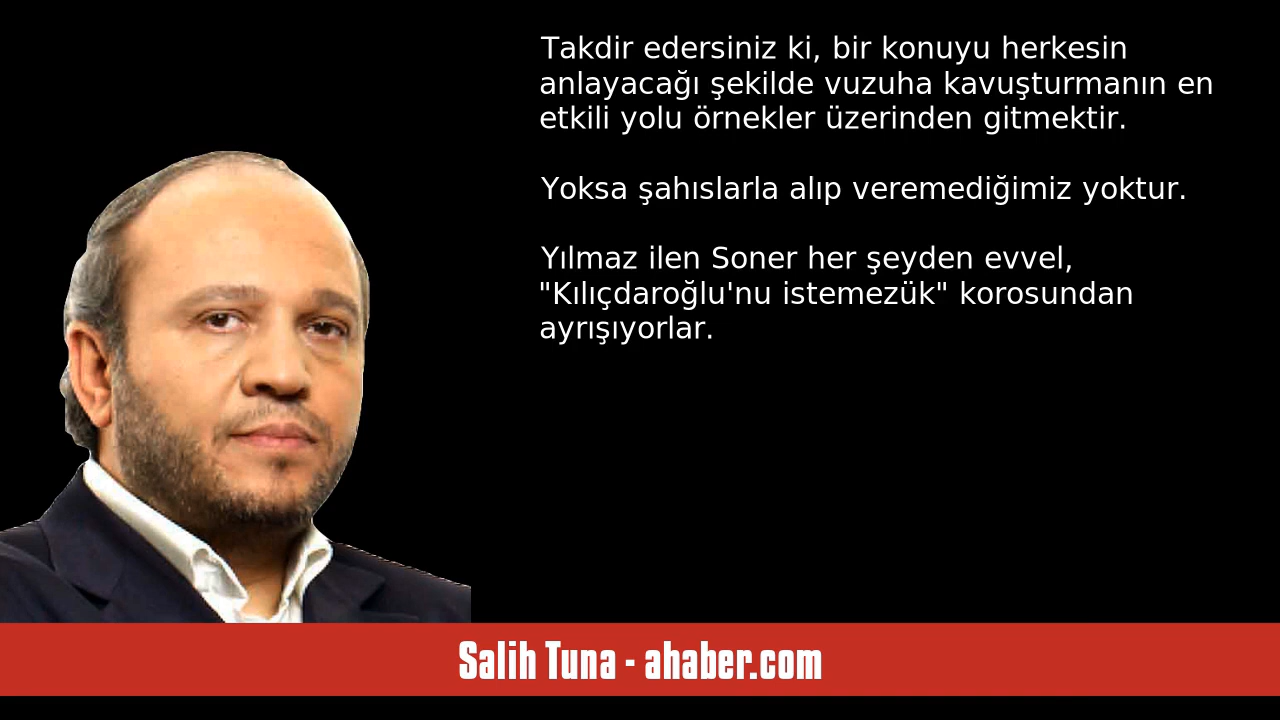 Takdir edersiniz ki, bir konuyu herkesin
anlayacağı şekilde vuzuha kavuşturmanın en
etkili yolu örnekler üzerinden gitmektir.
Yoksa şahıslarla alıp veremediğimiz yoktur.
Yılmaz ilen Soner her şeyden evvel,
"Kılıçdaroğlu'nu istemezük" korosundan
ayrışıyorlar.
Salih Tuna - ahaber.com